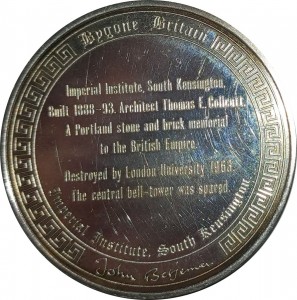 Bygone Britain
Imperial Institute, South Kensington.
Built 1888-93. Architect Thomas E. Collcutt.
A Portland stone and brick memorial
to the British Empire.
Destroyed by London University 1963.
The central bell-tower was spared.
Imperial Institute, South Kensington
John Betjeman